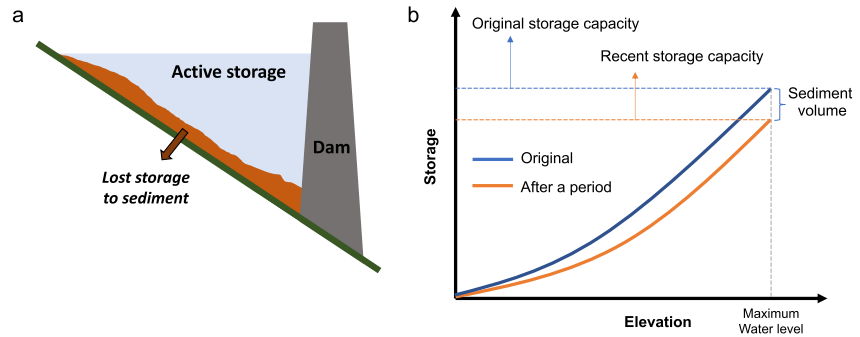 a
Active storage
Dam
Lost storage
to sediment
b
Original storage capacity
Recent storage capacity
Sediment
volume
Storage
Original
After a period
Elevation
Maximum
Water level